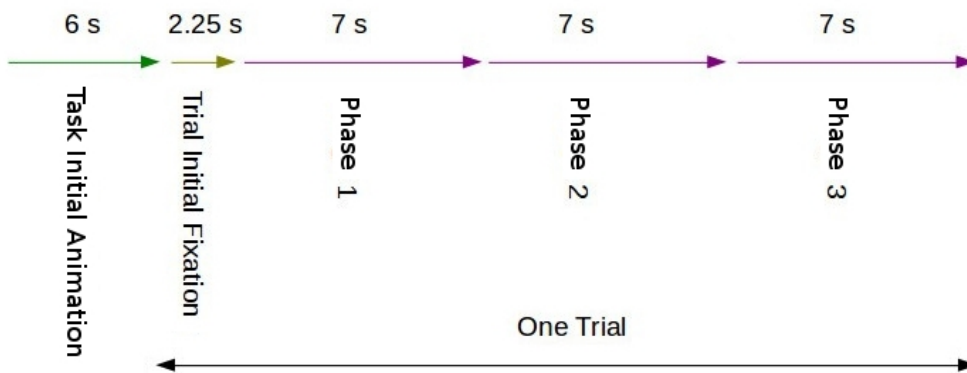 6 s
2.25 s
7 s
7 s
7 s
Task Initial Animation
Trial Initial Fixation
Phase 1
Phase 2
Phase 3
One Trial